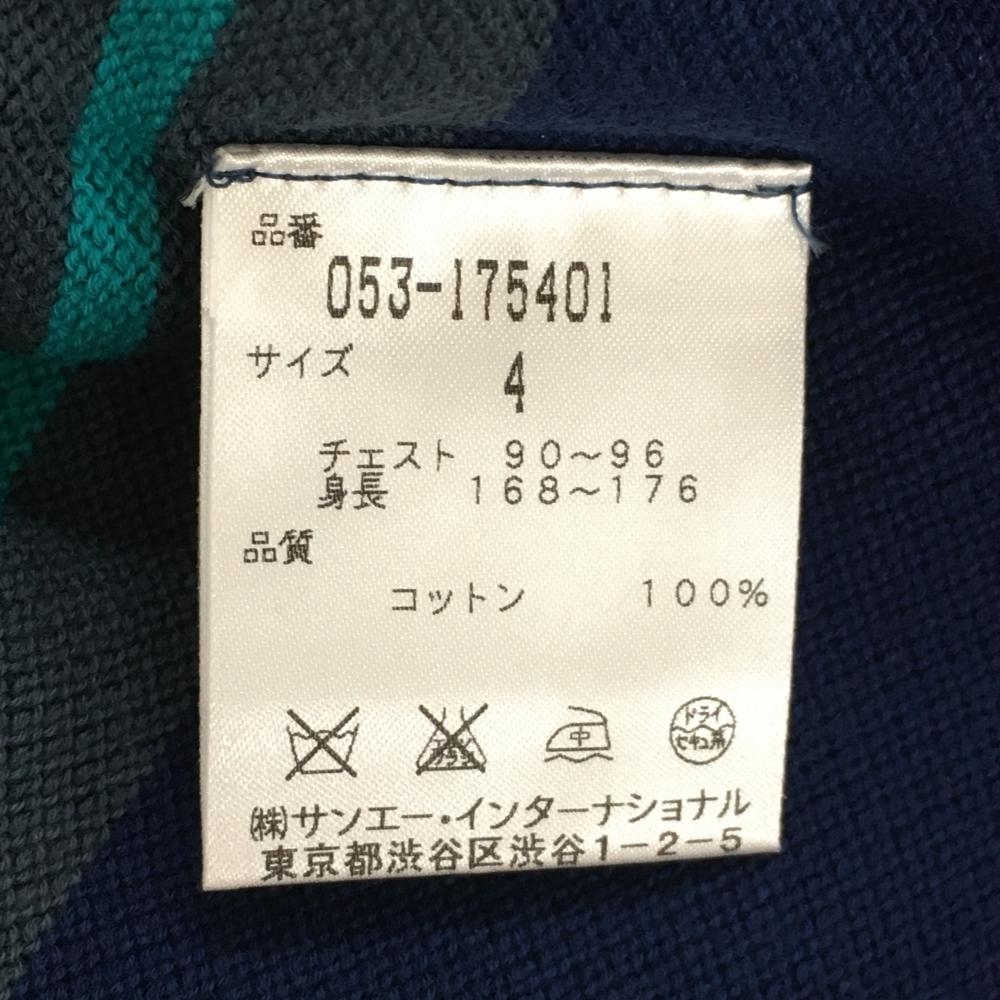 品番
053-175401
サイズ
4
チェスト 90〜96
身長 168〜176
品質
コットン 100%
中
ドライ
セキユ系
㈱サンエー・インターナショナル
東京都渋谷区渋谷1−2−5